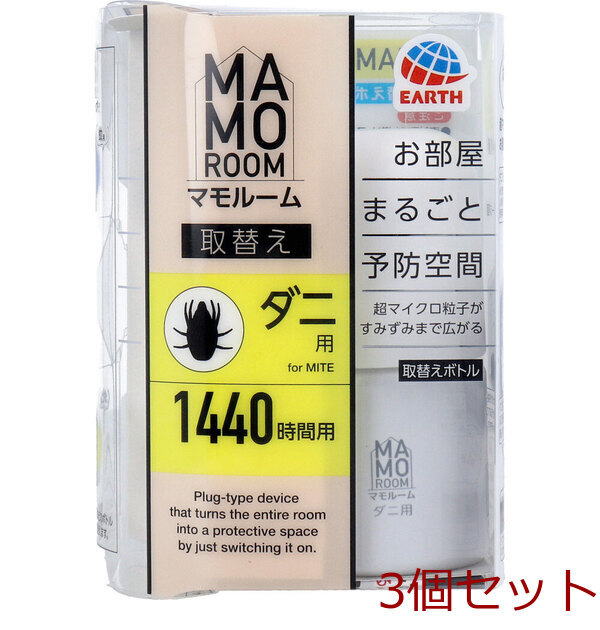 MA
MO
ROOM
マモルーム
取替え
ダニ
用
for MITE
1440時間用
Plug-type device
that turns the entire room
into a protective space
by just switching it on.
EARTH
お部屋
まるごと
予防空間
超マイクロ粒子が
すみずみまで広がる
取替えボトル
MA
MO
ROOM
マモルーム
ダニ用
3個セット